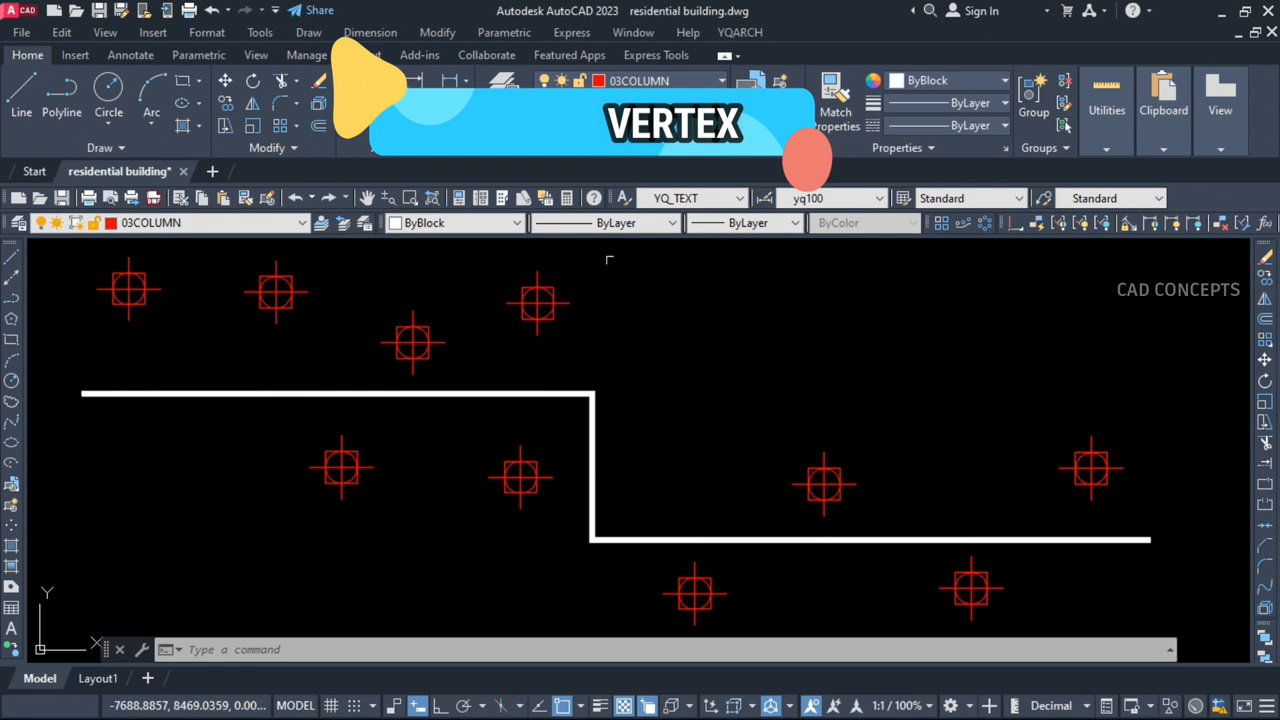 CAD
Share
Autodesk AutoCAD 2023 residential building.dwg
Sign In
File Edit View Insert Format Tools Draw Dimension Modify Parametric Express Window Help YQARCH
Home Insert Annotate Parametric View Manage Add-ins Collaborate Featured Apps Express Tools
03COLUMN
ByBlock
ByLayer
ByLayer
Line Polyline Circle Arc
Match Properties
Group
Utilities
Clipboard
View
Draw
Modify
Properties
Groups
VERTEX
Start
residential building*
YQ_TEXT
yq100
Standard
Standard
03COLUMN
ByBlock
ByLayer
ByLayer
ByColor
CAD CONCEPTS
Y
X
Type a command
Model Layout1
-7688.8857, 8469.0359, 0.00...
MODEL
1:1 / 100%
Decimal